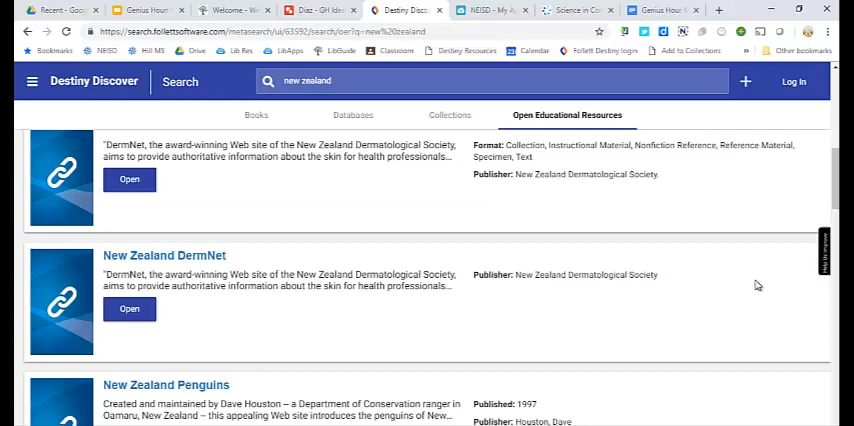 Recent - Goog
Genius Hour
Welcome - We
Diaz - GH Idea
Destiny Disco
NEISD - My A
Science in Con
Genius Hour
https://search.follettsoftware.com/metasearch/ui/63592/search/oer?q=new%20zealand
Bookmarks
NEISD
Hill MS
Drive
Lib Res
LibApps
LibGuide
Classroom
Destiny Resources
Calendar
Follett Destiny login
Add to Collections
»
Other bookmarks
Destiny Discover
Search
new zealand
Log In
Books
Databases
Collections
Open Educational Resources
"DermNet, the award-winning Web site of the New Zealand Dermatological Society,
aims to provide authoritative information about the skin for health professionals...
Open
Format: Collection, Instructional Material, Nonfiction Reference, Reference Material,
Specimen, Text
Publisher: New Zealand Dermatological Society.
Help Us Improve
New Zealand DermNet
"DermNet, the award-winning Web site of the New Zealand Dermatological Society,
aims to provide authoritative information about the skin for health professionals...
Open
Publisher: New Zealand Dermatological Society
New Zealand Penguins
Created and maintained by Dave Houston – a Department of Conservation ranger in
Oamaru, New Zealand – this appealing Web site introduces the penguins of New...
Published: 1997
Publisher: Houston, Dave